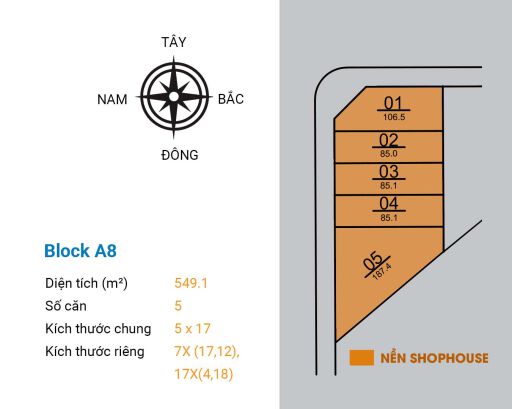 TÂY
NAM
BẮC
ĐÔNG
Block A8
Diện tích (m²) 549.1
Số căn 5
Kích thước chung 5 x 17
Kích thước riêng 7X (17,12),
17X(4,18)
01
106.5
02
85.0
03
85.1
04
85.1
05
187.4
NỀN SHOPHOUSE